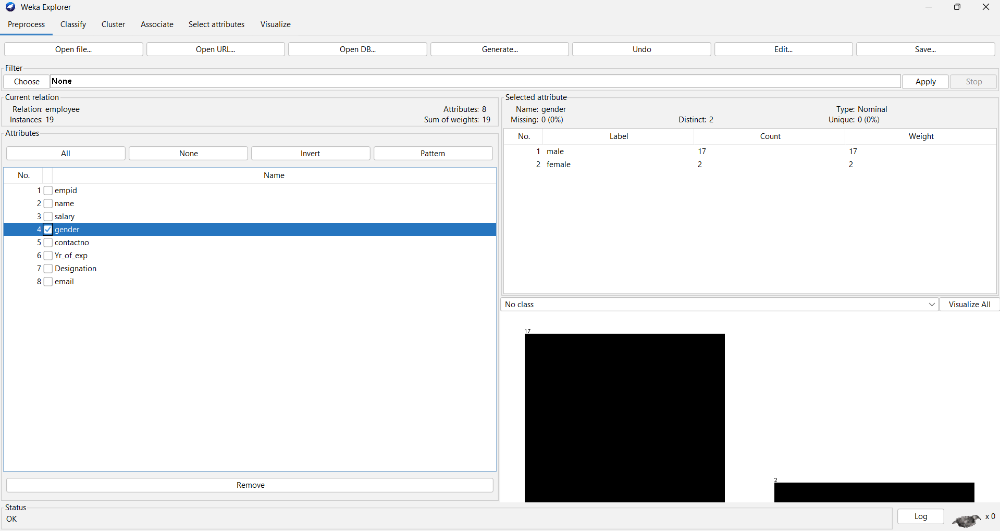 Weka Explorer
Preprocess Classify Cluster Associate Select attributes Visualize
Open file... Open URL... Open DB... Generate... Undo Edit... Save...
Filter
Choose None Apply Stop
Current relation
Relation: employee Attributes: 8
Instances: 19 Sum of weights: 19
Attributes
All None Invert Pattern
No. Name
1 empid
2 name
3 salary
4 gender
5 contactno
6 Yr_of_exp
7 Designation
8 email
Remove
Selected attribute
Name: gender Type: Nominal
Missing: 0 (0%) Distinct: 2 Unique: 0 (0%)
No. Label Count Weight
1 male 17 17
2 female 2 2
No class Visualize All
17
2
Status
OK
Log x 0